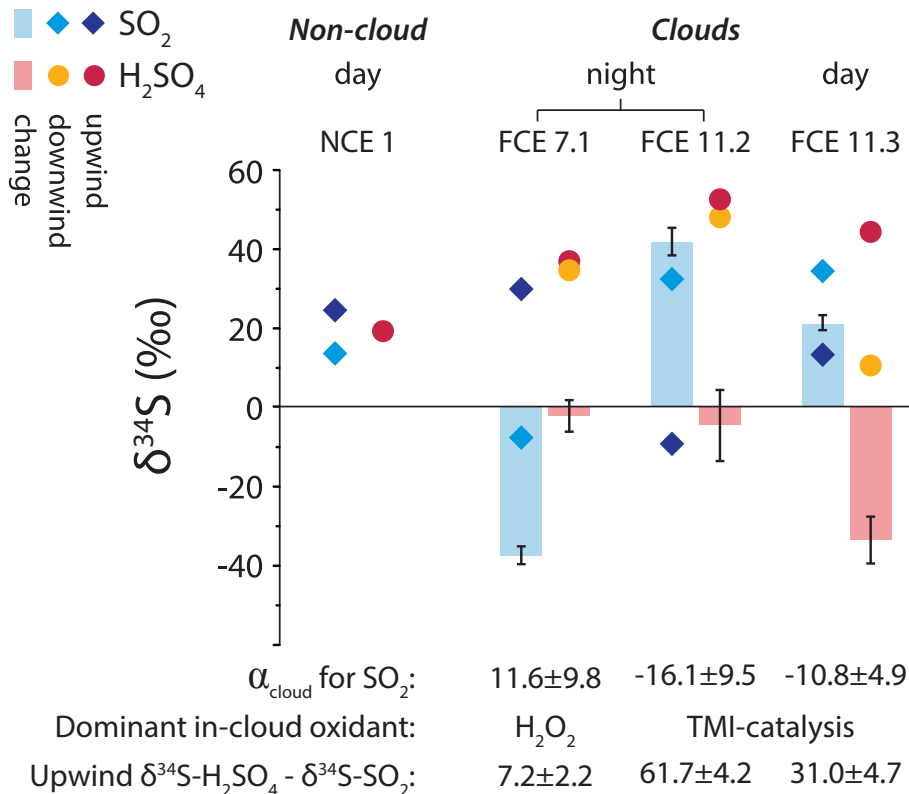 SO₂
H₂SO₄
upwind
downwind
change
Non-cloud
Clouds
day
night
day
NCE 1
FCE 7.1
FCE 11.2
FCE 11.3
δ³⁴S (‰)
60
40
20
0
-20
-40
α_cloud for SO₂: 11.6±9.8 -16.1±9.5 -10.8±4.9
Dominant in-cloud oxidant: H₂O₂ TMI-catalysis
Upwind δ³⁴S-H₂SO₄ - δ³⁴S-SO₂: 7.2±2.2 61.7±4.2 31.0±4.7